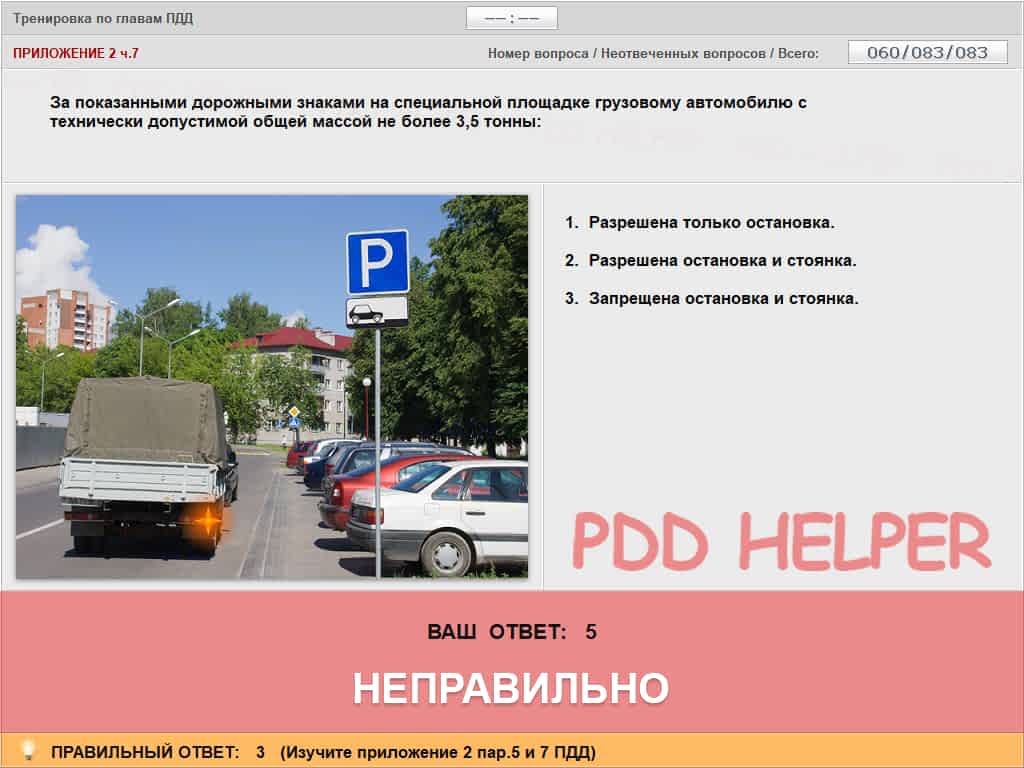 Тренировка по главам ПДД
—— : ——
ПРИЛОЖЕНИЕ 2 ч.7
Номер вопроса / Неотвеченных вопросов / Всего: 060/083/083
За показанными дорожными знаками на специальной площадке грузовому автомобилю с
технически допустимой общей массой не более 3,5 тонны:
P
1. Разрешена только остановка.
2. Разрешена остановка и стоянка.
3. Запрещена остановка и стоянка.
PDD HELPER
ВАШ ОТВЕТ: 5
НЕПРАВИЛЬНО
ПРАВИЛЬНЫЙ ОТВЕТ: 3 (Изучите приложение 2 пар.5 и 7 ПДД)